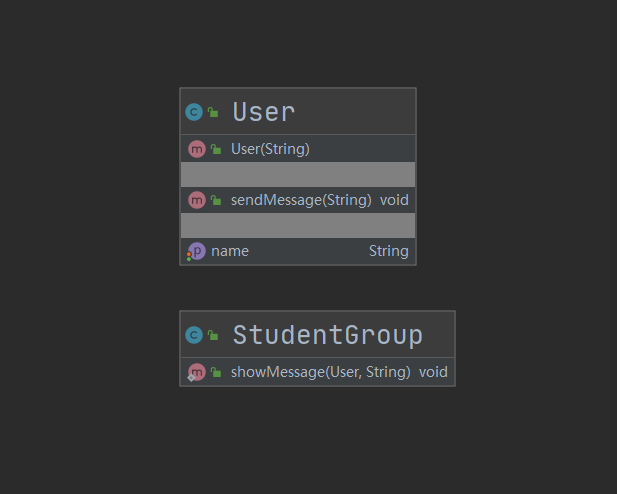 c User
m User(String)
m sendMessage(String) void
p name String
c StudentGroup
m showMessage(User, String) void